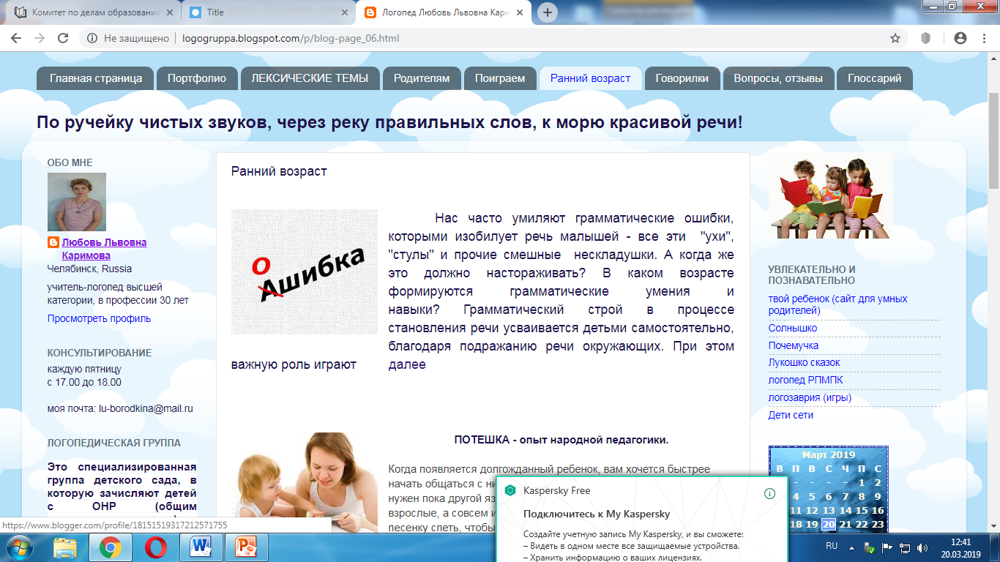 Комитет по делам образования
Title
Логопед Любовь Львовна Кари
Не защищено
logogruppa.blogspot.com/p/blog-page_06.html
Главная страница
Портфолио
ЛЕКСИЧЕСКИЕ ТЕМЫ
Родителям
Поиграем
Ранний возраст
Говорилки
Вопросы, отзывы
Глоссарий
По ручейку чистых звуков, через реку правильных слов, к морю красивой речи!
ОБО МНЕ
Любовь Львовна
Каримова
Челябинск, Russia
учитель-логопед высшей
категории, в профессии 30 лет
Просмотреть профиль
КОНСУЛЬТИРОВАНИЕ
каждую пятницу
с 17.00 до 18.00
моя почта: lu-borodkina@mail.ru
ЛОГОПЕДИЧЕСКАЯ ГРУППА
Это специализированная
группа детского сада, в
которую зачисляют детей
с ОНР (общим
Ранний возраст
О
Ашибка
Нас часто умиляют грамматические ошибки,
которыми изобилует речь малышей - все эти "ухи",
"стулы" и прочие смешные нескладушки. А когда же
это должно настораживать? В каком возрасте
формируются грамматические умения и
навыки? Грамматический строй в процессе
становления речи усваивается детьми самостоятельно,
благодаря подражанию речи окружающих. При этом
важную роль играют далее
ПОТЕШКА - опыт народной педагогики.
Когда появляется долгожданный ребенок, вам хочется быстрее
начать общаться с
нужен пока другой
взрослые, а совсем
песенку спеть, чтобы
УВЛЕКАТЕЛЬНО И
ПОЗНАВАТЕЛЬНО
твой ребенок (сайт для умных
родителей)
Солнышко
Почемучка
Лукошко сказок
логопед РПМПК
логозаврия (игры)
Дети сети
Март 2019
В П В С Ч П С
- - - - - 1 2
4 5 6 7 8 9
11 12 13 14 15 16
18 19 20 21 22 23
Kaspersky Free
Подключитесь к My Kaspersky
Создайте учетную запись My Kaspersky, и вы сможете:
– Видеть в одном месте все защищаемые устройства.
– Хранить информацию о ваших лицензиях.
https://www.blogger.com/profile/18151519317212571755
RU
12:41
20.03.2019